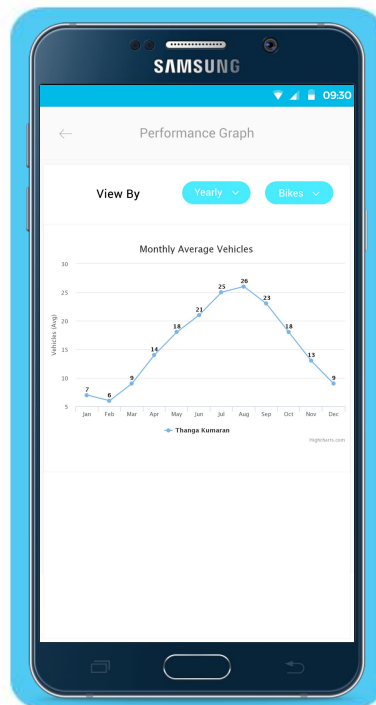 SAMSUNG
09:30
Performance Graph
View By
Yearly
Bikes
Monthly Average Vehicles
30
25
20
15
10
5
Vehicles (Avg)
7
6
9
14
18
21
25
26
23
18
13
9
Jan Feb Mar Apr May Jun Jul Aug Sep Oct Nov Dec
Thanga Kumaran
Highcharts.com